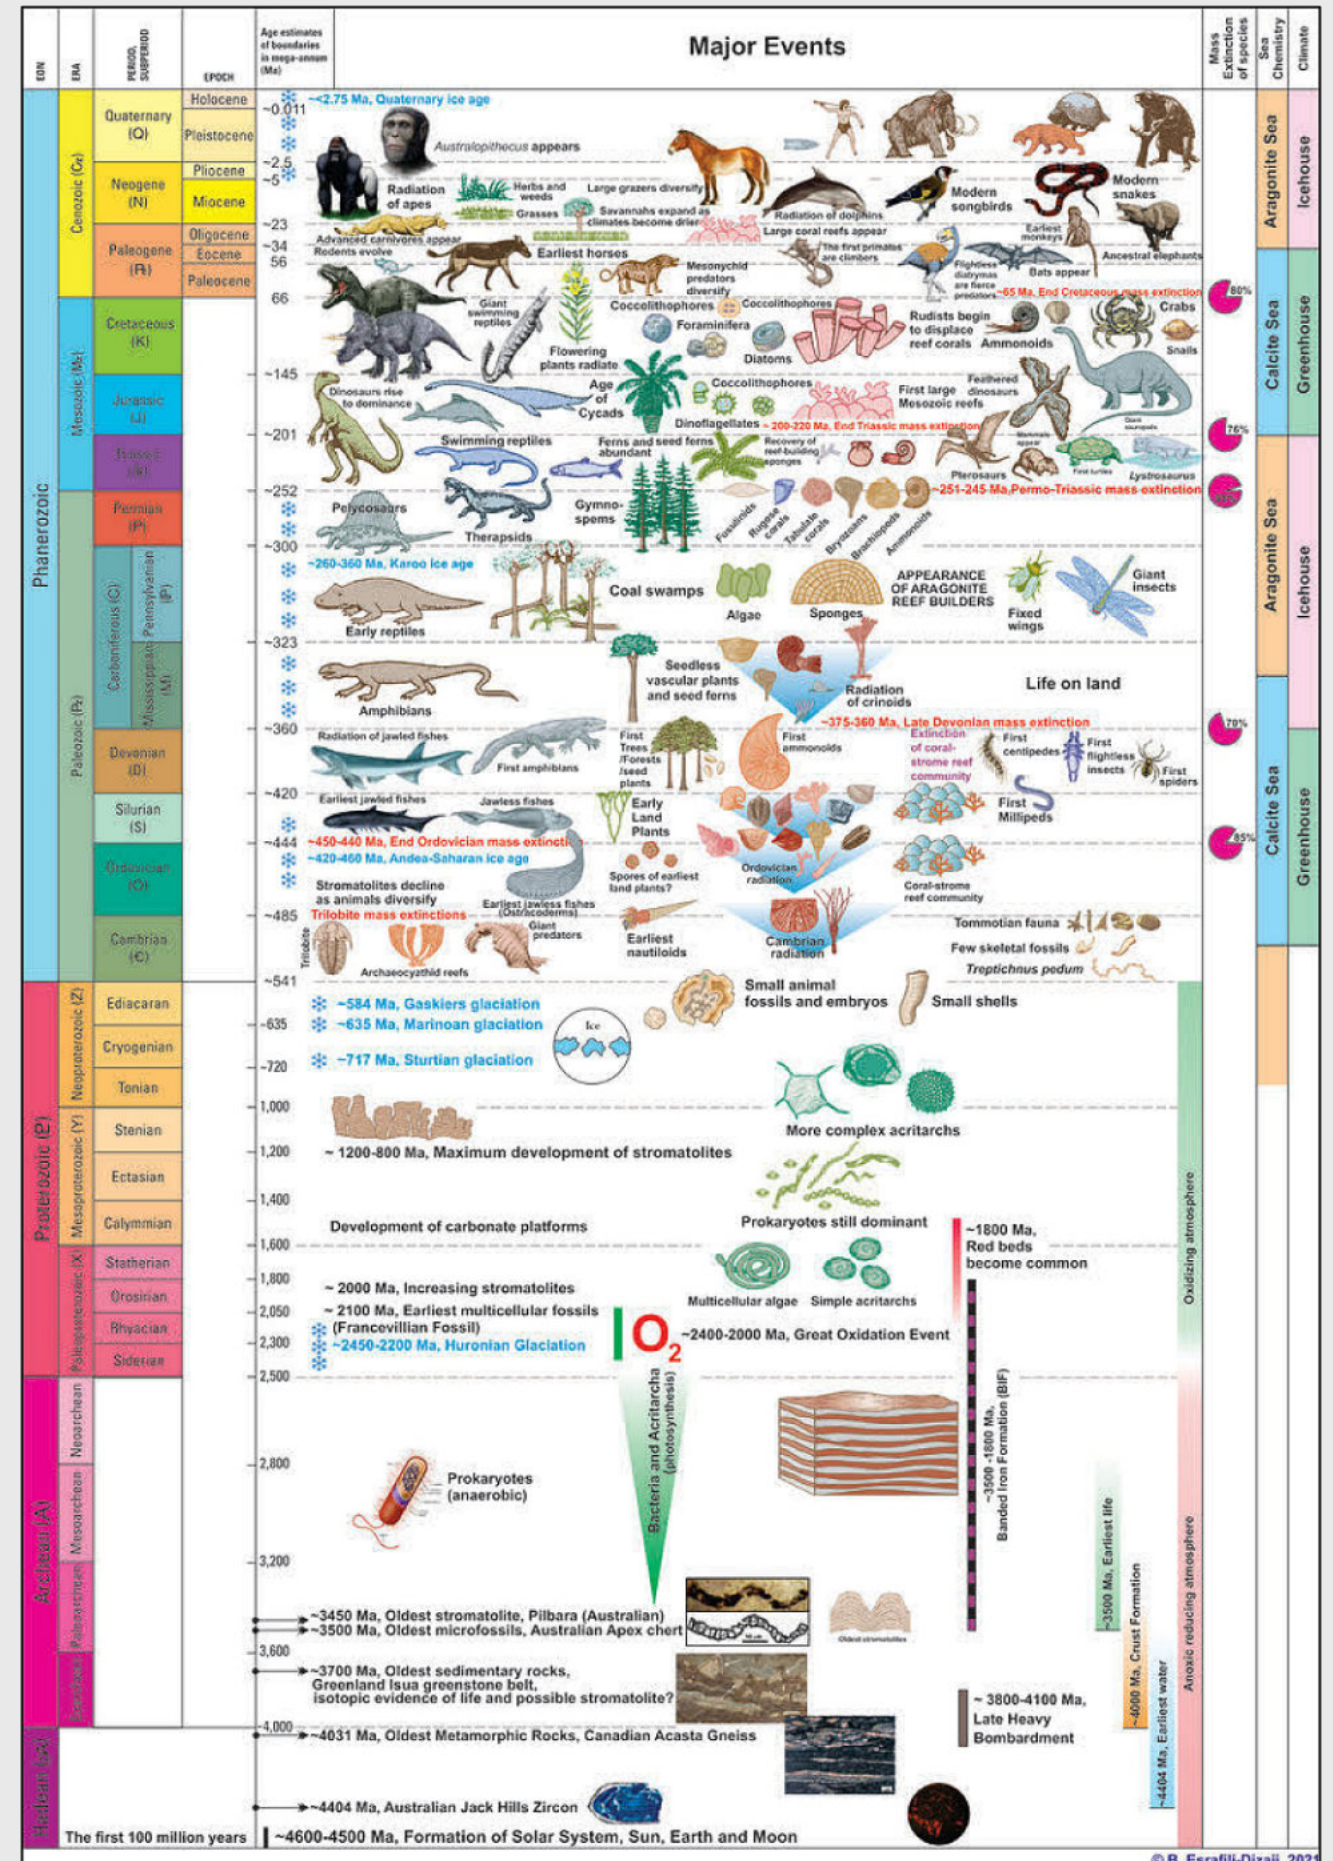 EON
ERA
PERIOD,
SUBPERIOD
EPOCH
Age estimates
of boundaries
in mega-annum
(Ma)
Major Events
Mass
Extinction
of species
Sea
Chemistry
Climate
Phanerozoic
Proterozoic (P)
Archean (A)
Cenozoic (Cz)
Mesozoic (Mz)
Paleozoic (Pz)
Neoproterozoic (Z)
Mesoproterozoic (Y)
Paleoproterozoic (X)
Neoarchean
Mesoarchean
Paleoarchean
Quaternary
(Q)
Neogene
(N)
Paleogene
Cretaceous
(K)
Jurassic
(J)
Permian
(P)
Carboniferous (C)
Pennsylvanian
(P)
Mississippian
(M)
Devonian
(D)
Silurian
(S)
Ordovician
(O)
Cambrian
(C)
Ediacaran
Cryogenian
Tonian
Stenian
Ectasian
Calymmian
Statherian
Orosirian
Rhyacian
Siderian
Holocene
Pleistocene
Pliocene
Miocene
Oligocene
Eocene
Paleocene
~0.011
~2.5
~5
~23
~34
56
66
~145
~201
~252
~300
~323
~360
~420
~444
~485
~541
-635
-720
1,000
1,200
1,400
1,600
1,800
2,050
2,300
2,500
2,800
3,200
3,600
4,000
~<2.75 Ma, Quaternary ice age
Australopithecus appears
Radiation
of apes
Herbs and
weeds
Grasses
Large grazers diversify
Savannahs expand as
climates become drier
Radiation of dolphins
Large coral reefs appear
Modern
songbirds
Modern
snakes
Advanced carnivores appear
Rodents evolve
Earliest horses
Mesonychid
predators
diversify
The first primates
are climbers
Flightless
diatrymas
are fierce
predators
Earliest
monkeys
Bats appear
Ancestral elephants
~65 Ma, End Cretaceous mass extinction
80%
Giant
swimming
reptiles
Flowering
plants radiate
Coccolithophores
Coccolithophores
Foraminifera
Diatoms
Rudists begin
to displace
reef corals
Ammonoids
Crabs
Snails
Dinosaurs rise
to dominance
Age
of
Cycads
Coccolithophores
Dinoflagellates
First large
Mesozoic reefs
Feathered
dinosaurs
Giant
sauropods
~ 200-220 Ma, End Triassic mass extinction
76%
Swimming reptiles
Ferns and seed ferns
abundant
Recovery of
reef-building
sponges
Pterosaurs
Mammals
appear
First turtles
Lystrosaurus
~251-245 Ma,Permo-Triassic mass extinction
Pelycosaurs
Therapsids
Gymno-
spems
Fusulinids
Rugose
corals
Tabulate
corals
Bryozoans
Brachiopods
Ammonoids
~260-360 Ma, Karoo ice age
Early reptiles
Coal swamps
Algae
Sponges
APPEARANCE
OF ARAGONITE
REEF BUILDERS
Fixed
wings
Giant
insects
Amphibians
Seedless
vascular plants
and seed ferns
Radiation
of crinoids
Life on land
~375-360 Ma, Late Devonian mass extinction
70%
Radiation of jawled fishes
First amphibians
First
Trees
/Forests
/seed
plants
First
ammonoids
Extinction
of coral-
strome reef
community
First
centipedes
First
flightless
insects
First
spiders
Earliest jawled fishes
Jawless fishes
Early
Land
Plants
First
Millipeds
~450-440 Ma, End Ordovician mass extinctio
85%
~420-460 Ma, Andea-Saharan ice age
Stromatolites decline
as animals diversify
Earliest jawless fishes
(Ostracoderms)
Spores of earliest
land plants?
Ordovician
radiation
Coral-strome
reef community
Trilobite mass extinctions
Trilobite
Archaeocyathid reefs
Giant
predators
Earliest
nautiloids
Cambrian
radiation
Tommotian fauna
Few skeletal fossils
Treptichnus pedum
~584 Ma, Gaskiers glaciation
~635 Ma, Marinoan glaciation
~717 Ma, Sturtian glaciation
Ice
Small animal
fossils and embryos
Small shells
More complex acritarchs
~ 1200-800 Ma, Maximum development of stromatolites
Development of carbonate platforms
Prokaryotes still dominant
~1800 Ma,
Red beds
become common
~ 2000 Ma, Increasing stromatolites
Multicellular algae
Simple acritarchs
~ 2100 Ma, Earliest multicellular fossils
(Francevillian Fossil)
~2450-2200 Ma, Huronian Glaciation
O2
~2400-2000 Ma, Great Oxidation Event
Bacteria and Acritarcha
(photosynthesis)
~3500 -1800 Ma,
Banded Iron Formation (BIF)
Prokaryotes
(anaerobic)
~3450 Ma, Oldest stromatolite, Pilbara (Australian)
~3500 Ma, Oldest microfossils, Australian Apex chert
Oldest stromatolites
~3700 Ma, Oldest sedimentary rocks,
Greenland Isua greenstone belt,
isotopic evidence of life and possible stromatolite?
~ 3800-4100 Ma,
Late Heavy
Bombardment
~4031 Ma, Oldest Metamorphic Rocks, Canadian Acasta Gneiss
~4404 Ma, Australian Jack Hills Zircon
The first 100 million years
~4600-4500 Ma, Formation of Solar System, Sun, Earth and Moon
~3500 Ma, Earliest life
~4000 Ma, Crust Formation
~4404 Ma, Earliest water
Oxidizing atmosphere
Anoxic reducing atmosphere
Aragonite Sea
Calcite Sea
Aragonite Sea
Calcite Sea
Icehouse
Greenhouse
Icehouse
Greenhouse
© B. Esrafili-Dizaji, 2021